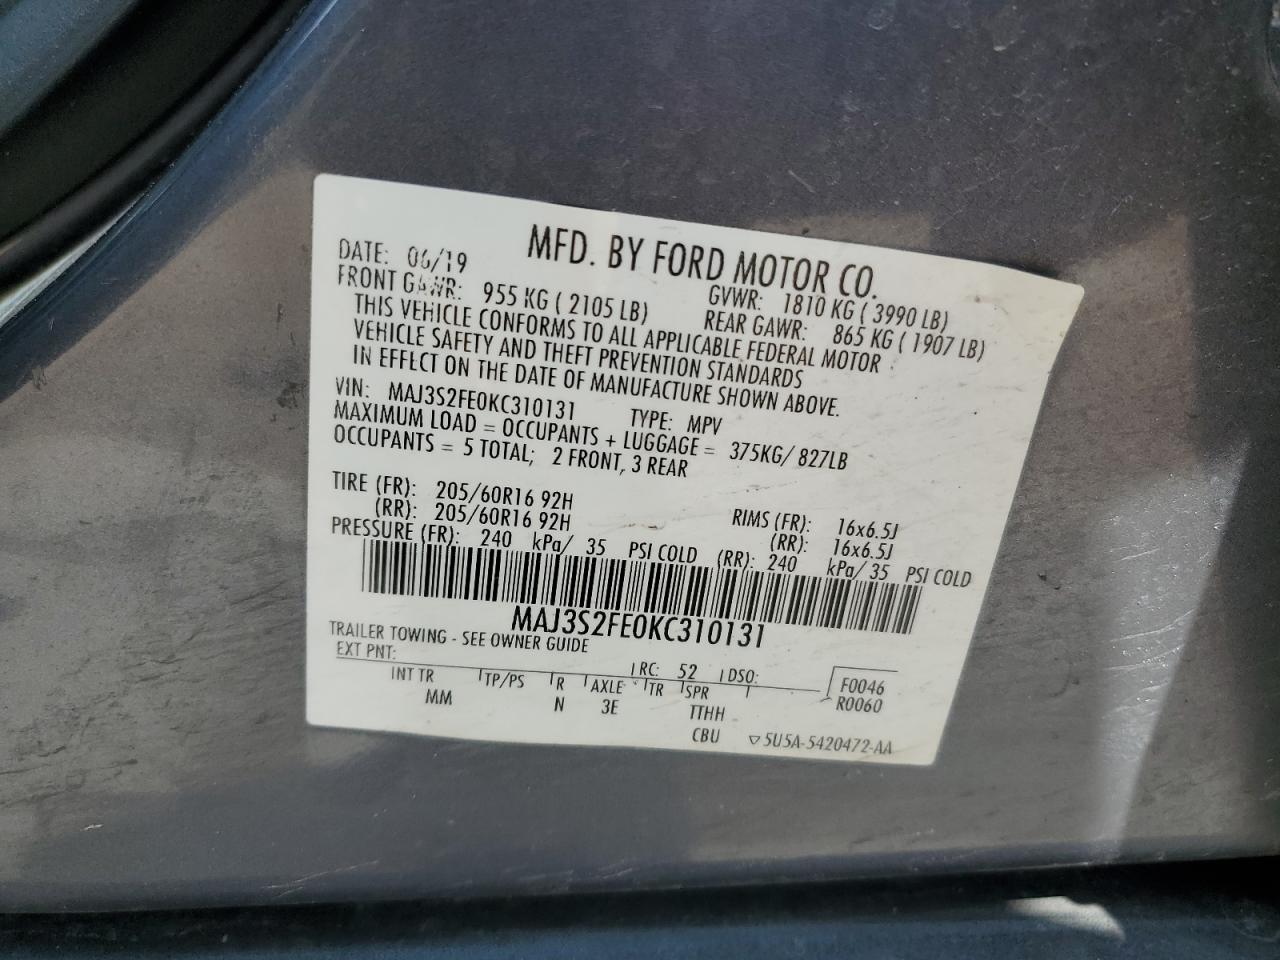 MFD. BY FORD MOTOR CO.
DATE: 06/19 GVWR: 1810 KG ( 3990 LB)
FRONT GAWR: 955 KG ( 2105 LB) REAR GAWR: 865 KG ( 1907 LB)
THIS VEHICLE CONFORMS TO ALL APPLICABLE FEDERAL MOTOR
VEHICLE SAFETY AND THEFT PREVENTION STANDARDS
IN EFFECT ON THE DATE OF MANUFACTURE SHOWN ABOVE.
VIN: MAJ3S2FE0KC310131 TYPE: MPV
MAXIMUM LOAD = OCCUPANTS + LUGGAGE = 375KG/ 827LB
OCCUPANTS = 5 TOTAL; 2 FRONT, 3 REAR
TIRE (FR): 205/60R16 92H RIMS (FR): 16x6.5J
(RR): 205/60R16 92H (RR): 16x6.5J
PRESSURE (FR): 240 kPa/ 35 PSI COLD (RR): 240 kPa/ 35 PSI COLD
MAJ3S2FE0KC310131
TRAILER TOWING - SEE OWNER GUIDE
EXT PNT: RC: 52 DSO: F0046
INT TR TP/PS R AXLE TR SPR R0060
MM N 3E TTHH
CBU ▽ 5U5A-5420472-AA